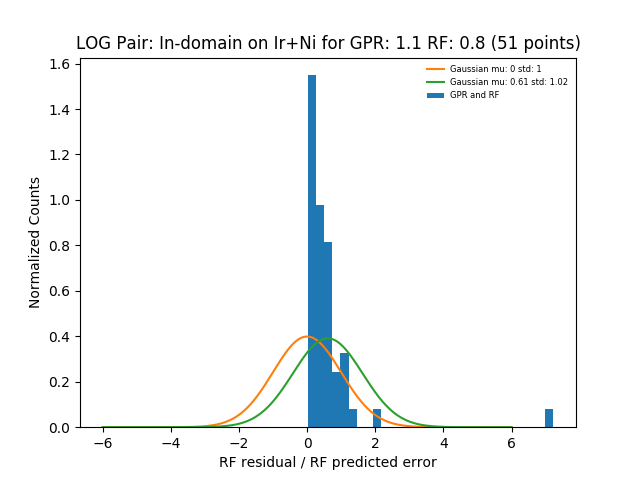 LOG Pair: In-domain on Ir+Ni for GPR: 1.1 RF: 0.8 (51 points)
Gaussian mu: 0 std: 1
Gaussian mu: 0.61 std: 1.02
GPR and RF
Normalized Counts
1.6
1.4
1.2
1.0
0.8
0.6
0.4
0.2
0.0
−6 −4 −2 0 2 4 6
RF residual / RF predicted error